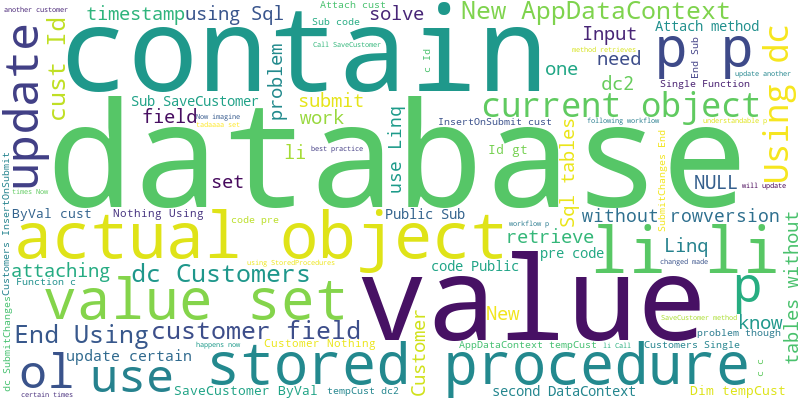 another customer
timestamp
using Sql
Attach cust
Sub code
solve
New AppDataContext
contain
Call SaveCustomer
c Id
Input
need
Attach method
p p
End Sub
method retrieves
one
update another
update
cust Id
problem
dc2
Single Function
Using dc
Sub SaveCustomer
submit
current object
field
Now imagine
cadaaaa set
work
InsertOnSubmit cust
following workflow
understandable p
database
best practice
li
use Linq
Id gt
Sql tables
SubmitChanges End
set
NULL
will update
Customers InsertOnSubmit
times Now
ByVal cust
Nothing Using
code pre
Public Sub
workflow p
without rowversion
actual object
retrieve
li li
Linq
pre code
attaching
using StoredProcedures
code Public
changed made
dc Customers
Function c
value
p
tables without
value set
know
dc SubmitChanges
New
SaveCustomer method
End Using
customer field
problem though
happens now
Customer Nothing
AppDataContext tempCust
li Call
Customers Single
update certain
Customer
ol
use
stored procedure
c c
certain times
SaveCustomer ByVal
tempCust dc2
second DataContext
Dim tempCust